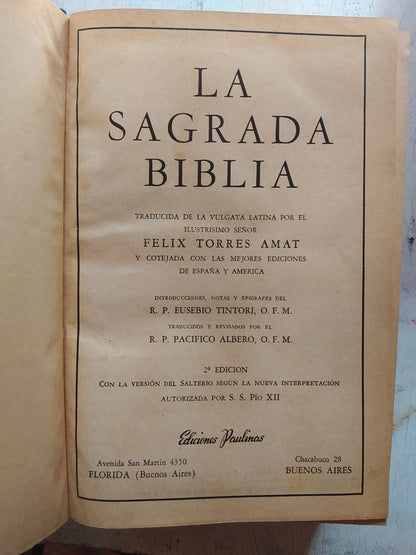 LA
SAGRADA
BIBLIA
TRADUCIDA DE LA VULGATA LATINA POR EL
ILUSTRISIMO SEÑOR
FELIX TORRES AMAT
Y COTEJADA CON LAS MEJORES EDICIONES
DE ESPAÑA Y AMERICA
INTRODUCCIONES, NOTAS Y EPIGRAFES DEL
R. P. EUSEBIO TINTORI, O. F. M.
TRADUCIDOS Y REVISADOS POR EL
R. P. PACIFICO ALBERO, O. F. M.
2ª EDICION
CON LA VERSIÓN DEL SALTERIO SEGÚN LA NUEVA INTERPRETACIÓN
AUTORIZADA POR S. S. PÍO XII
Ediciones Paulinas
Avenida San Martín 4350
FLORIDA (Buenos Aires)
Chacabuco 28
BUENOS AIRES